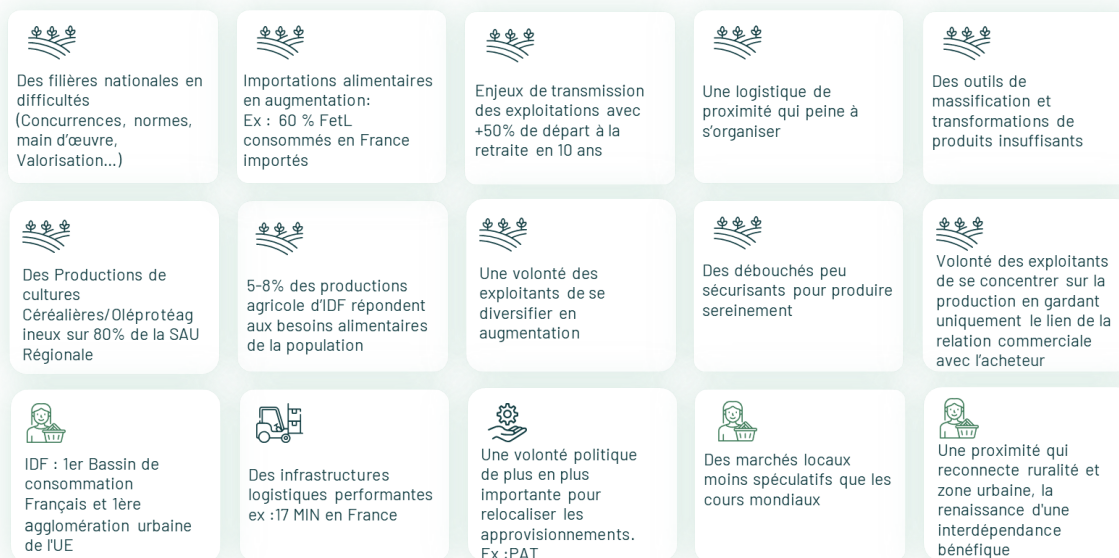 Des filières nationales en
difficultés
(Concurrences, normes,
main d'œuvre,
Valorisation...)
Importations alimentaires
en augmentation:
Ex : 60 % FetL
consommés en France
importés
Enjeux de transmission
des exploitations avec
+50% de départ à la
retraite en 10 ans
Une logistique de
proximité qui peine à
s'organiser
Des outils de
massification et
transformations de
produits insuffisants
Des Productions de
cultures
Céréalières/Oléprotéag
ineux sur 80% de la SAU
Régionale
5-8% des productions
agricole d'IDF répondent
aux besoins alimentaires
de la population
Une volonté des
exploitants de se
diversifier en
augmentation
Des débouchés peu
sécurisants pour produire
sereinement
Volonté des exploitants
de se concentrer sur la
production en gardant
uniquement le lien de la
relation commerciale
avec l'acheteur
IDF : 1er Bassin de
consommation
Français et 1ère
agglomération urbaine
de l'UE
Des infrastructures
logistiques performantes
ex :17 MIN en France
Une volonté politique
de plus en plus
importante pour
relocaliser les
approvisionnements.
Ex :PAT
Des marchés locaux
moins spéculatifs que les
cours mondiaux
Une proximité qui
reconnecte ruralité et
zone urbaine, la
renaissance d'une
interdépendance
bénéfique